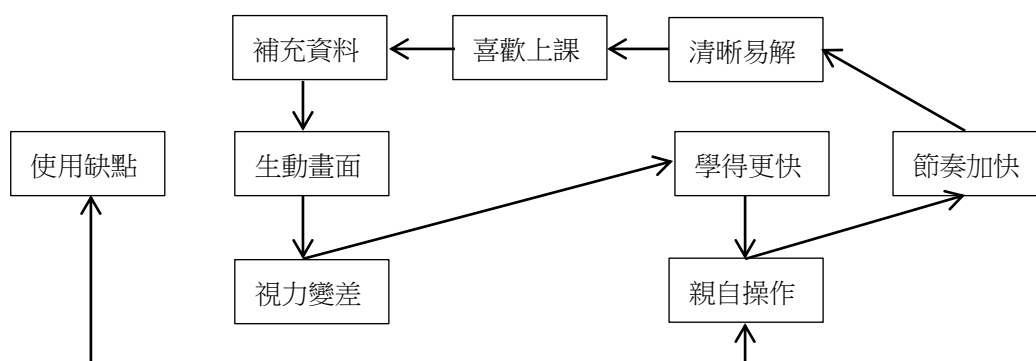 補充資料
喜歡上課
清晰易解
使用缺点
生動畫面
學得更快
節奏加快
視力變差
親自操作